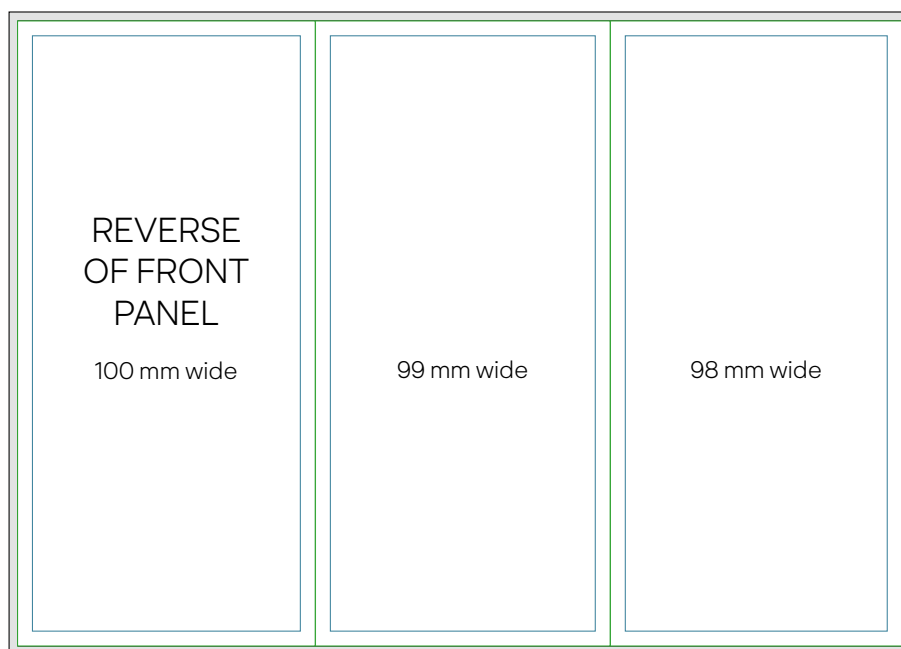 REVERSE
OF FRONT
PANEL
100 mm wide
99 mm wide
98 mm wide